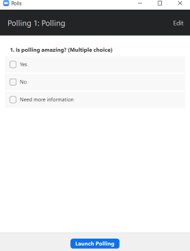 Polls
Polling 1: Polling
Edit
1. Is polling amazing? (Multiple choice)
Yes
No
Need more information
Launch Polling